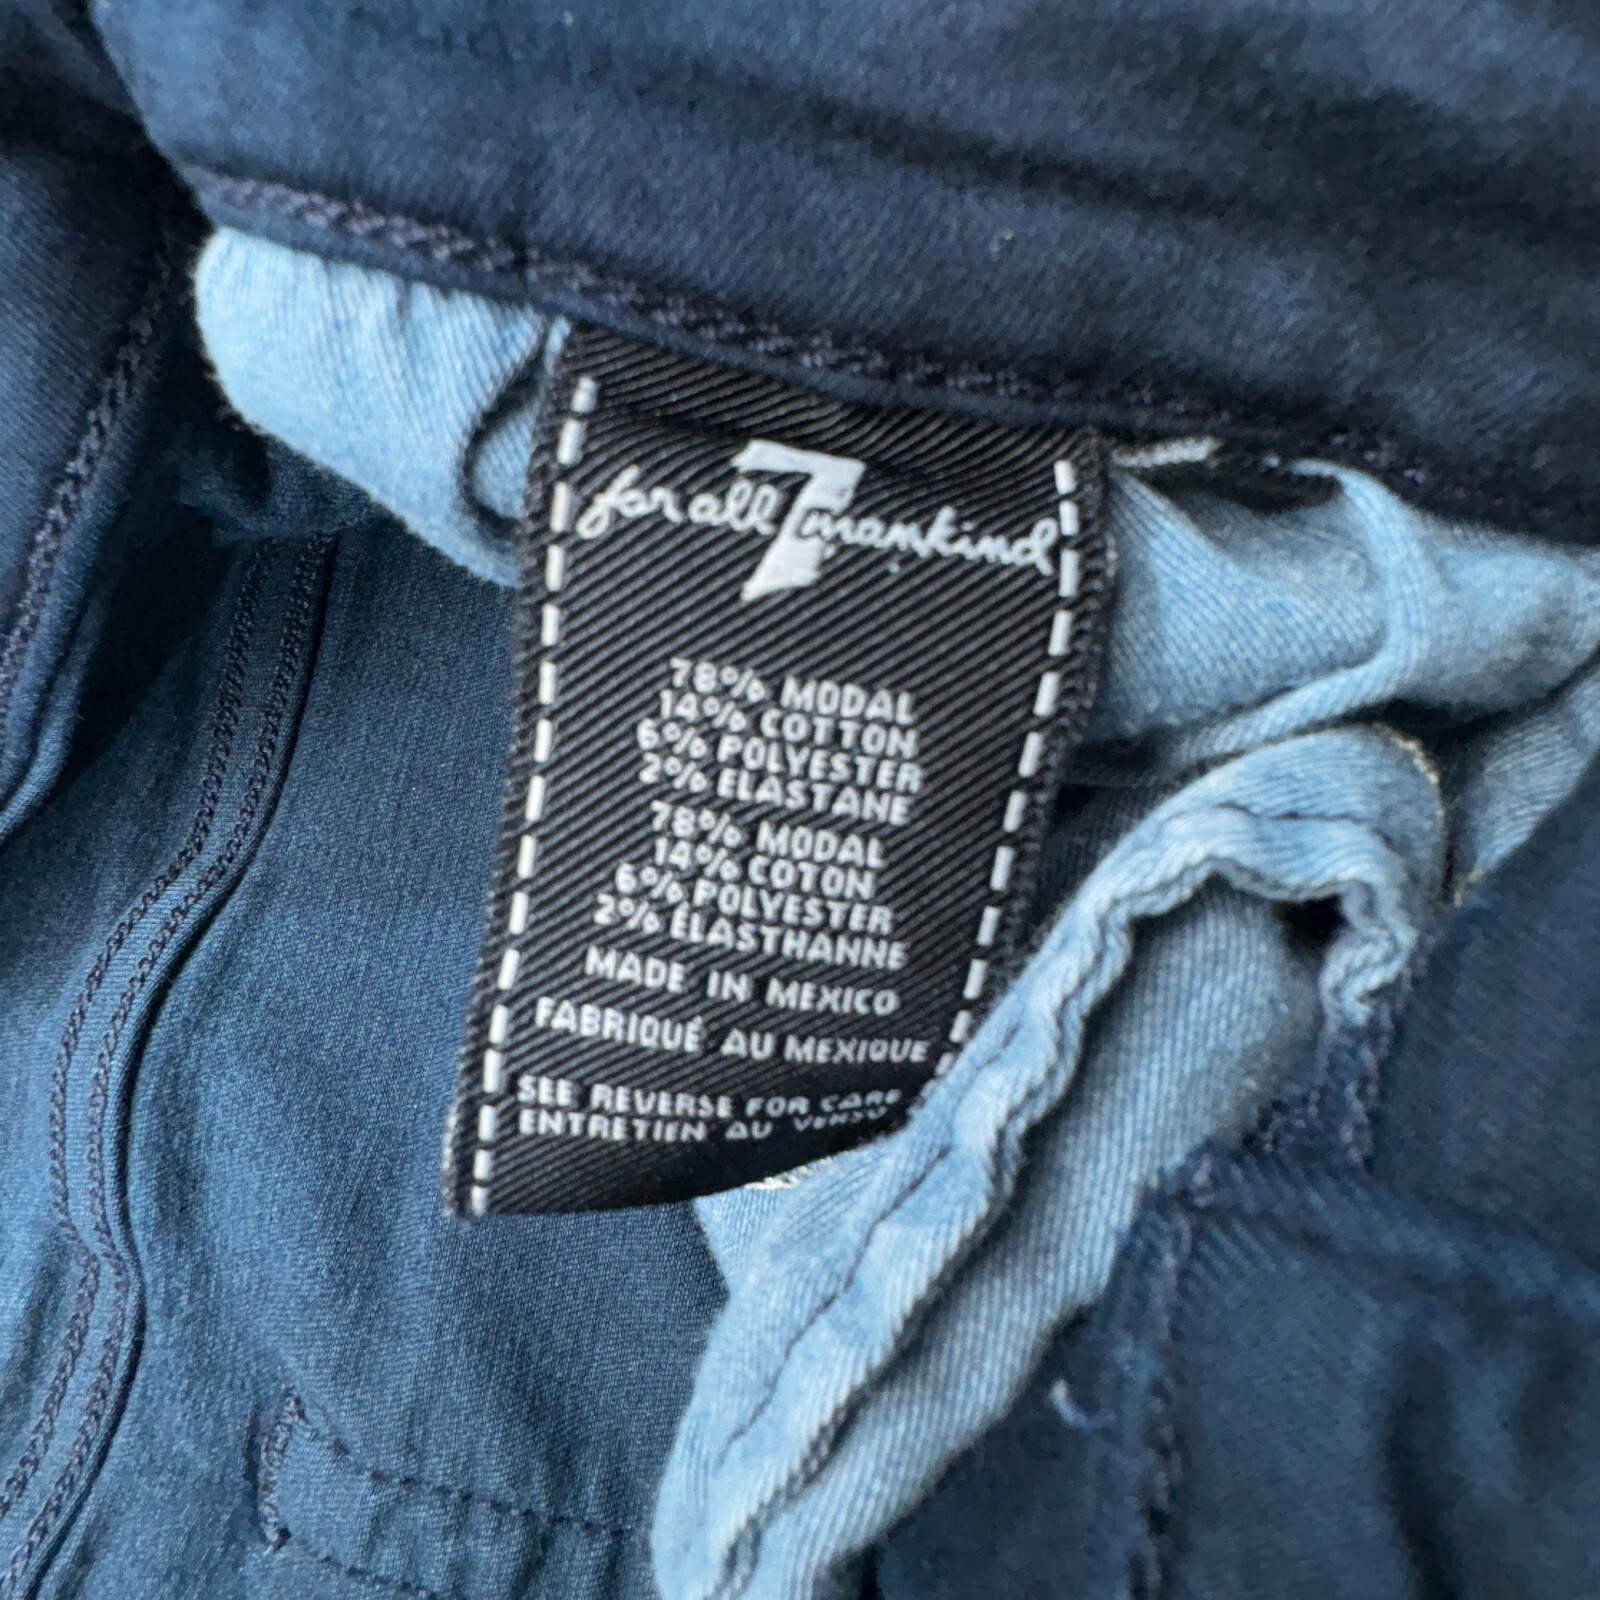 for all 7 mankind
78% MODAL
14% COTTON
6% POLYESTER
2% ELASTANE
78% MODAL
14% COTON
6% POLYESTER
2% ÉLASTHANNE
MADE IN MEXICO
FABRIQUÉ AU MEXIQUE
SEE REVERSE FOR CARE
ENTRETIEN AU VERSO